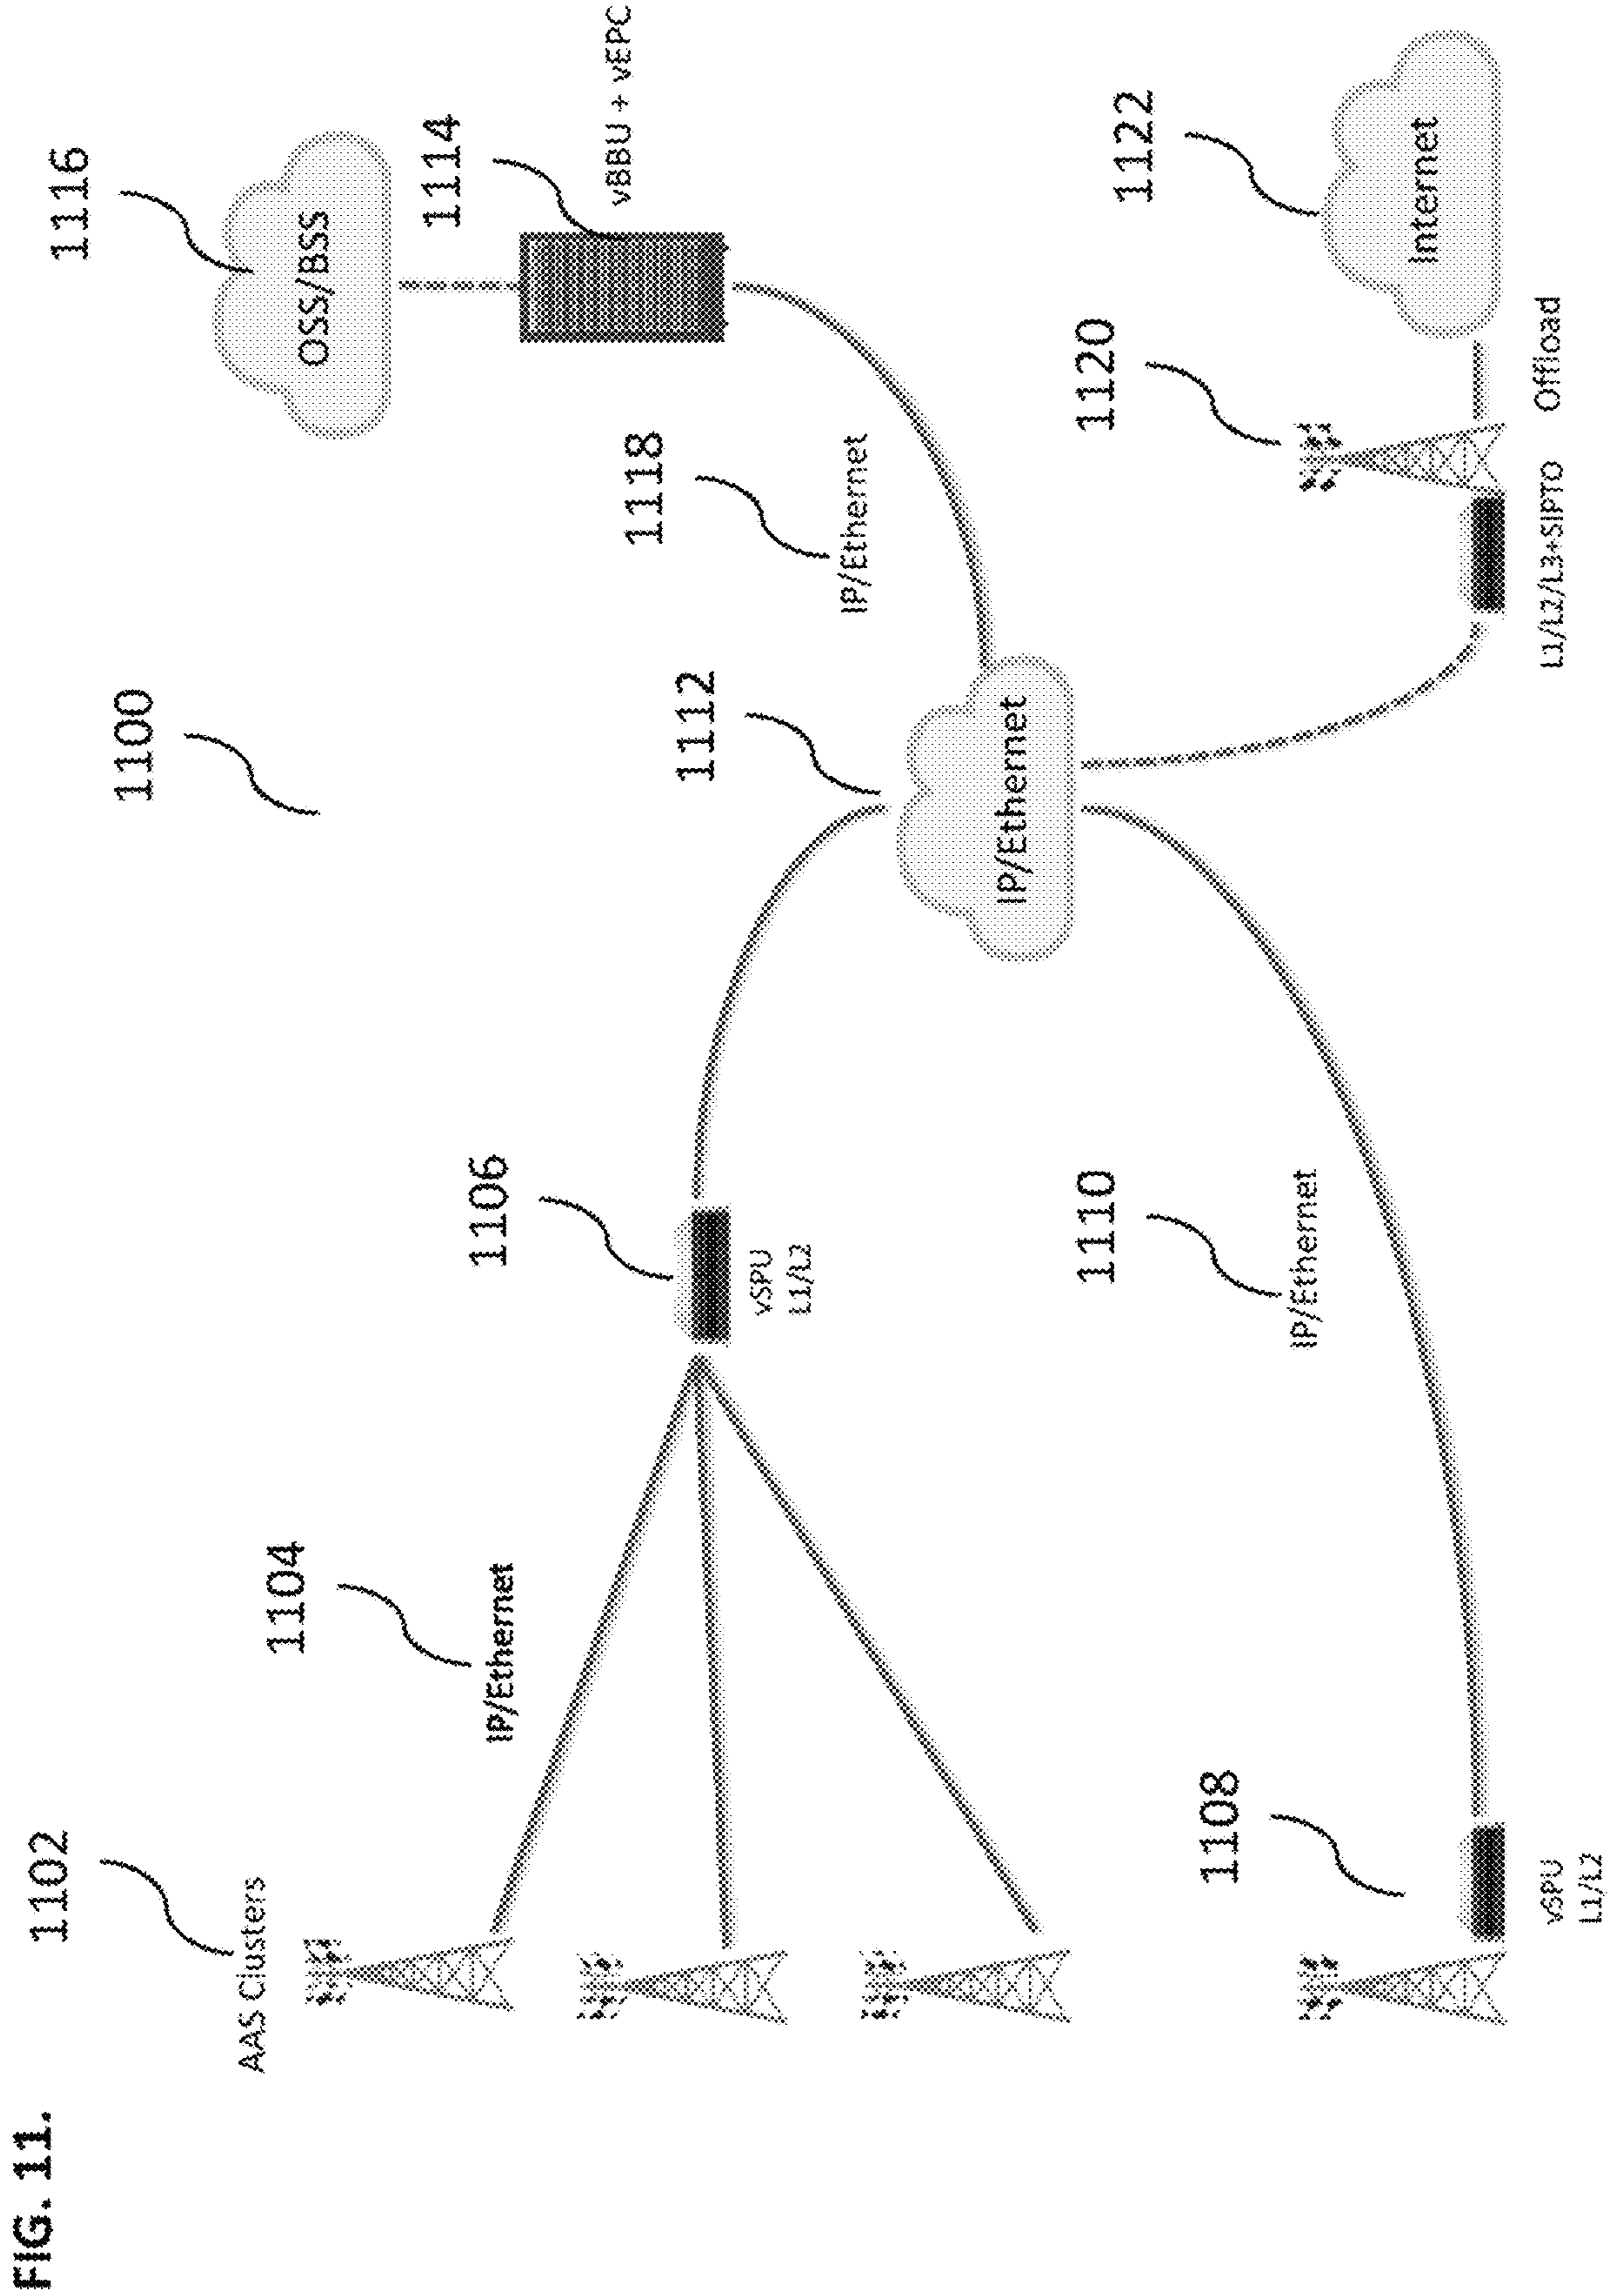 FIG. 11.
1102
AAS Clusters
1104
IP/Ethernet
1106
vSPU
L1/L2
1100
1112
IP/Ethernet
1116
OSS/BSS
1114
vBBU + vEPC
1118
IP/Ethernet
1108
vSPU
L1/L2
1110
IP/Ethernet
1120
L1/L2/L3+SIPTO
Offload
1122
Internet